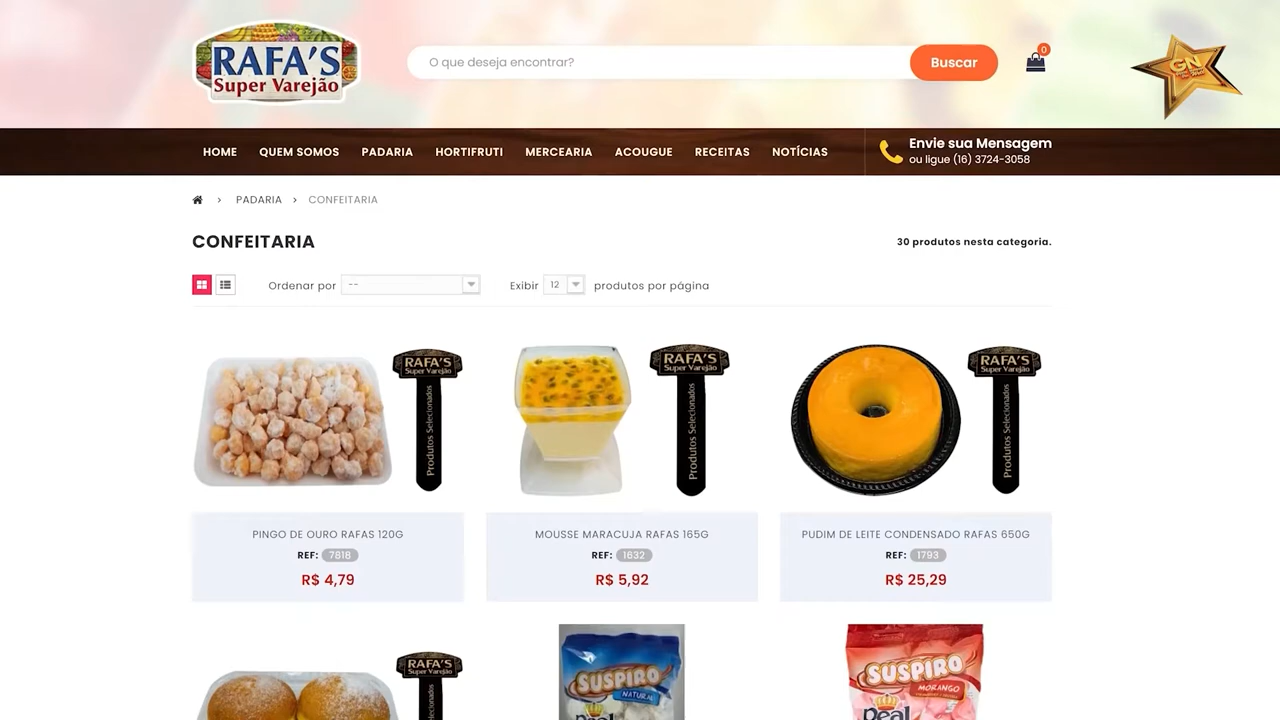 RAFA'S
Super Varejão
O que deseja encontrar?
Buscar
0
GN
HOME
QUEM SOMOS
PADARIA
HORTIFRUTI
MERCEARIA
ACOUGUE
RECEITAS
NOTÍCIAS
Envie sua Mensagem
ou ligue (16) 3724-3058
> PADARIA > CONFEITARIA
CONFEITARIA
30 produtos nesta categoria.
Ordenar por
--
Exibir
12
produtos por página
RAFA'S
Super Varejão
Produtos Selecionados
RAFA'S
Super Varejão
Produtos Selecionados
RAFA'S
Super Varejão
Produtos Selecionados
PINGO DE OURO RAFAS 120G
REF: 7818
R$ 4,79
MOUSSE MARACUJA RAFAS 165G
REF: 1632
R$ 5,92
PUDIM DE LEITE CONDENSADO RAFAS 650G
REF: 1793
R$ 25,29
RAFA'S
Super Varejão
SUSPIRO
NATURAL
SUSPIRO
MORANGO